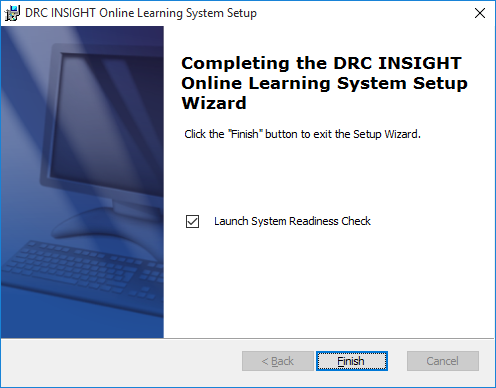 DRC INSIGHT Online Learning System Setup
Completing the DRC INSIGHT
Online Learning System Setup
Wizard
Click the "Finish" button to exit the Setup Wizard.
Launch System Readiness Check
< Back
Finish
Cancel